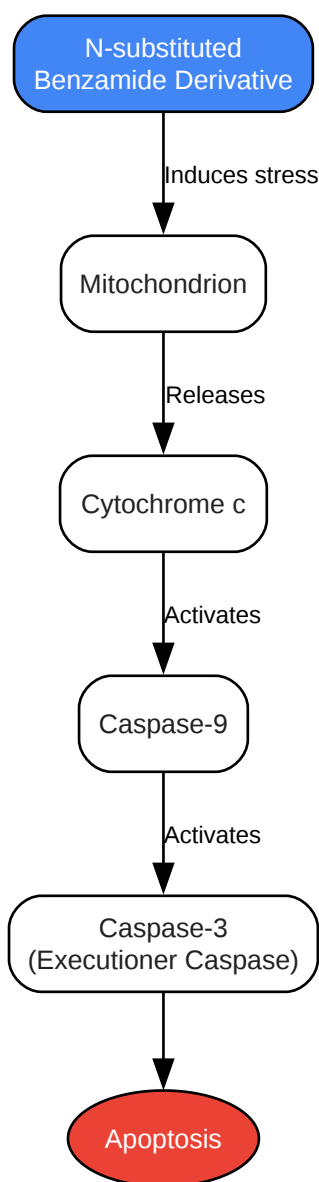 N-substituted
Benzamide Derivative
Induces stress
Mitochondrion
Releases
Cytochrome c
Activates
Caspase-9
Activates
Caspase-3
(Executioner Caspase)
Apoptosis